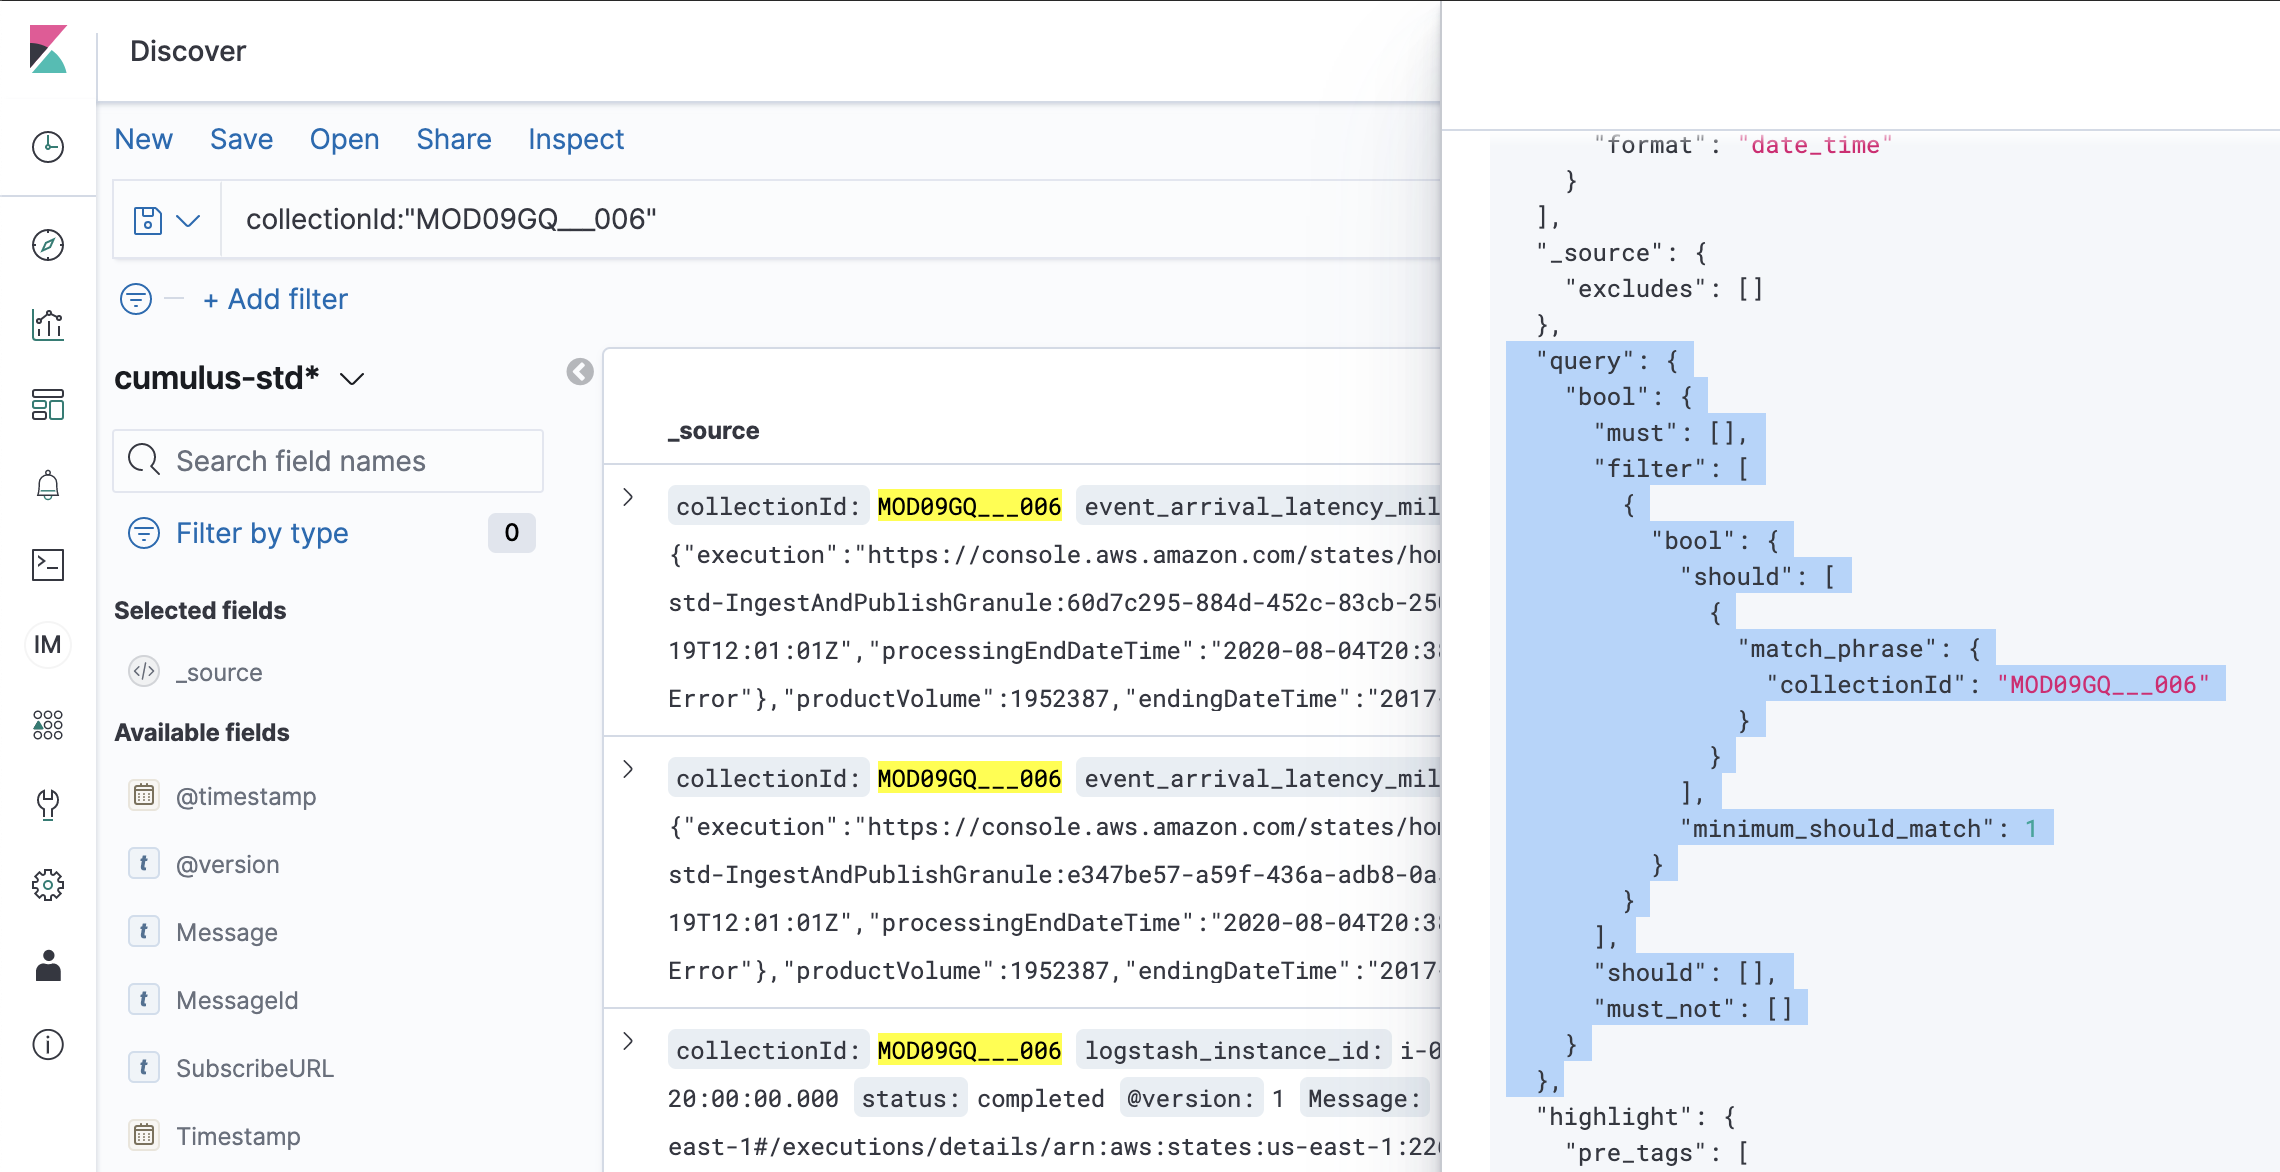 Discover
New Save Open Share Inspect
collectionId:"MOD09GQ___006"
+ Add filter
cumulus-std*
Search field names
Filter by type 0
Selected fields
_source
Available fields
@timestamp
@version
Message
MessageId
SubscribeURL
Timestamp
IM
_source
collectionId: MOD09GQ___006 event_arrival_latency_mil
{"execution":"https://console.aws.amazon.com/states/ho
std-IngestAndPublishGranule:60d7c295-884d-452c-83cb-25
19T12:01:01Z","processingEndDateTime":"2020-08-04T20:3
Error"},"productVolume":1952387,"endingDateTime":"2017
collectionId: MOD09GQ___006 event_arrival_latency_mil
{"execution":"https://console.aws.amazon.com/states/ho
std-IngestAndPublishGranule:e347be57-a59f-436a-adb8-0a
19T12:01:01Z","processingEndDateTime":"2020-08-04T20:3
Error"},"productVolume":1952387,"endingDateTime":"2017
collectionId: MOD09GQ___006 logstash_instance_id: i-0
20:00:00.000 status: completed @version: 1 Message:
east-1#/executions/details/arn:aws:states:us-east-1:22
"format": "date_time"
}
],
"_source": {
"excludes": []
},
"query": {
"bool": {
"must": [],
"filter": [
{
"bool": {
"should": [
{
"match_phrase": {
"collectionId": "MOD09GQ___006"
}
}
],
"minimum_should_match": 1
}
}
],
"should": [],
"must_not": []
}
},
"highlight": {
"pre_tags": [